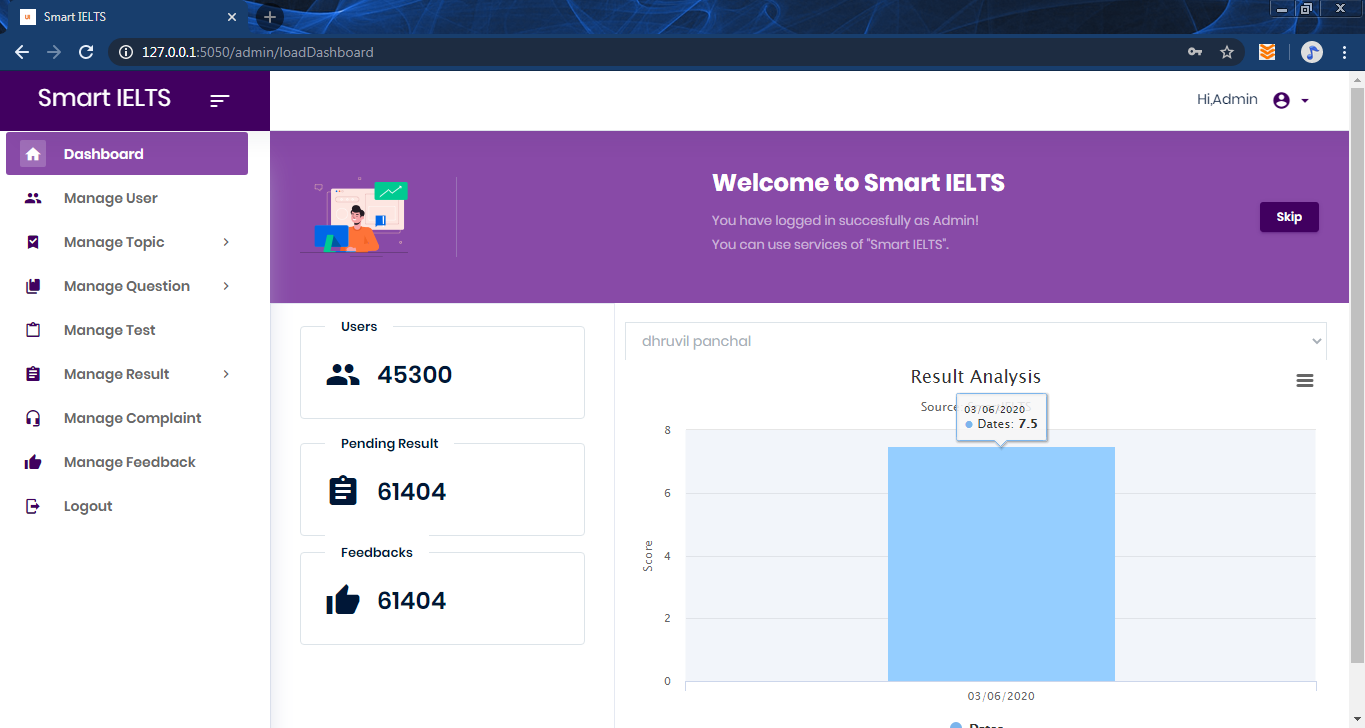 Smart IELTS
127.0.0.1:5050/admin/loadDashboard
Smart IELTS
Hi,Admin
Dashboard
Manage User
Manage Topic
Manage Question
Manage Test
Manage Result
Manage Complaint
Manage Feedback
Logout
Welcome to Smart IELTS
You have logged in succesfully as Admin!
You can use services of "Smart IELTS".
Skip
Users
45300
Pending Result
61404
Feedbacks
61404
dhruvil panchal
Result Analysis
03/06/2020
Dates: 7.5
8
6
4
2
0
Score
03/06/2020